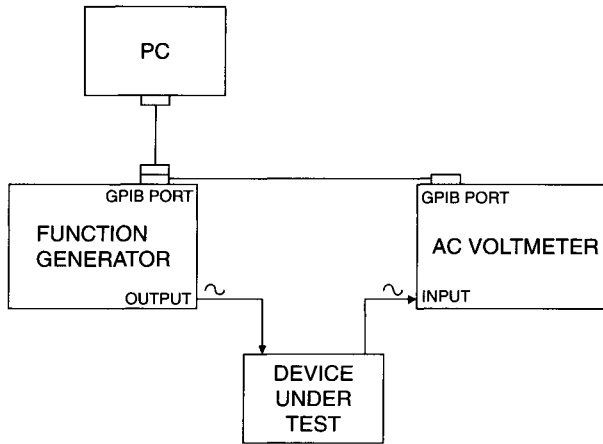 PC
GPIB PORT
FUNCTION
GENERATOR
OUTPUT
GPIB PORT
AC VOLTMETER
INPUT
DEVICE
UNDER
TEST